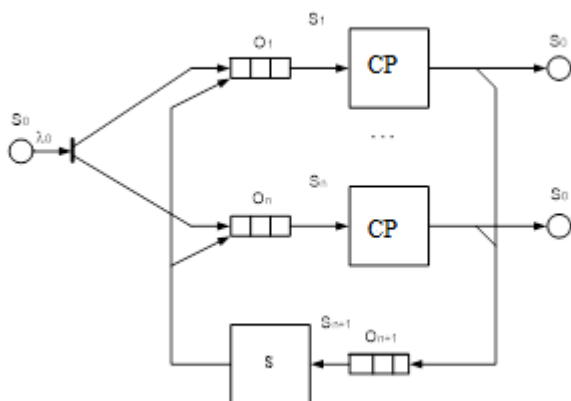 S₁
S₀
O₁
CP
S₀
λ₀
...
Sₙ
S₀
Oₙ
CP
Sₙ₊₁
Oₙ₊₁
S